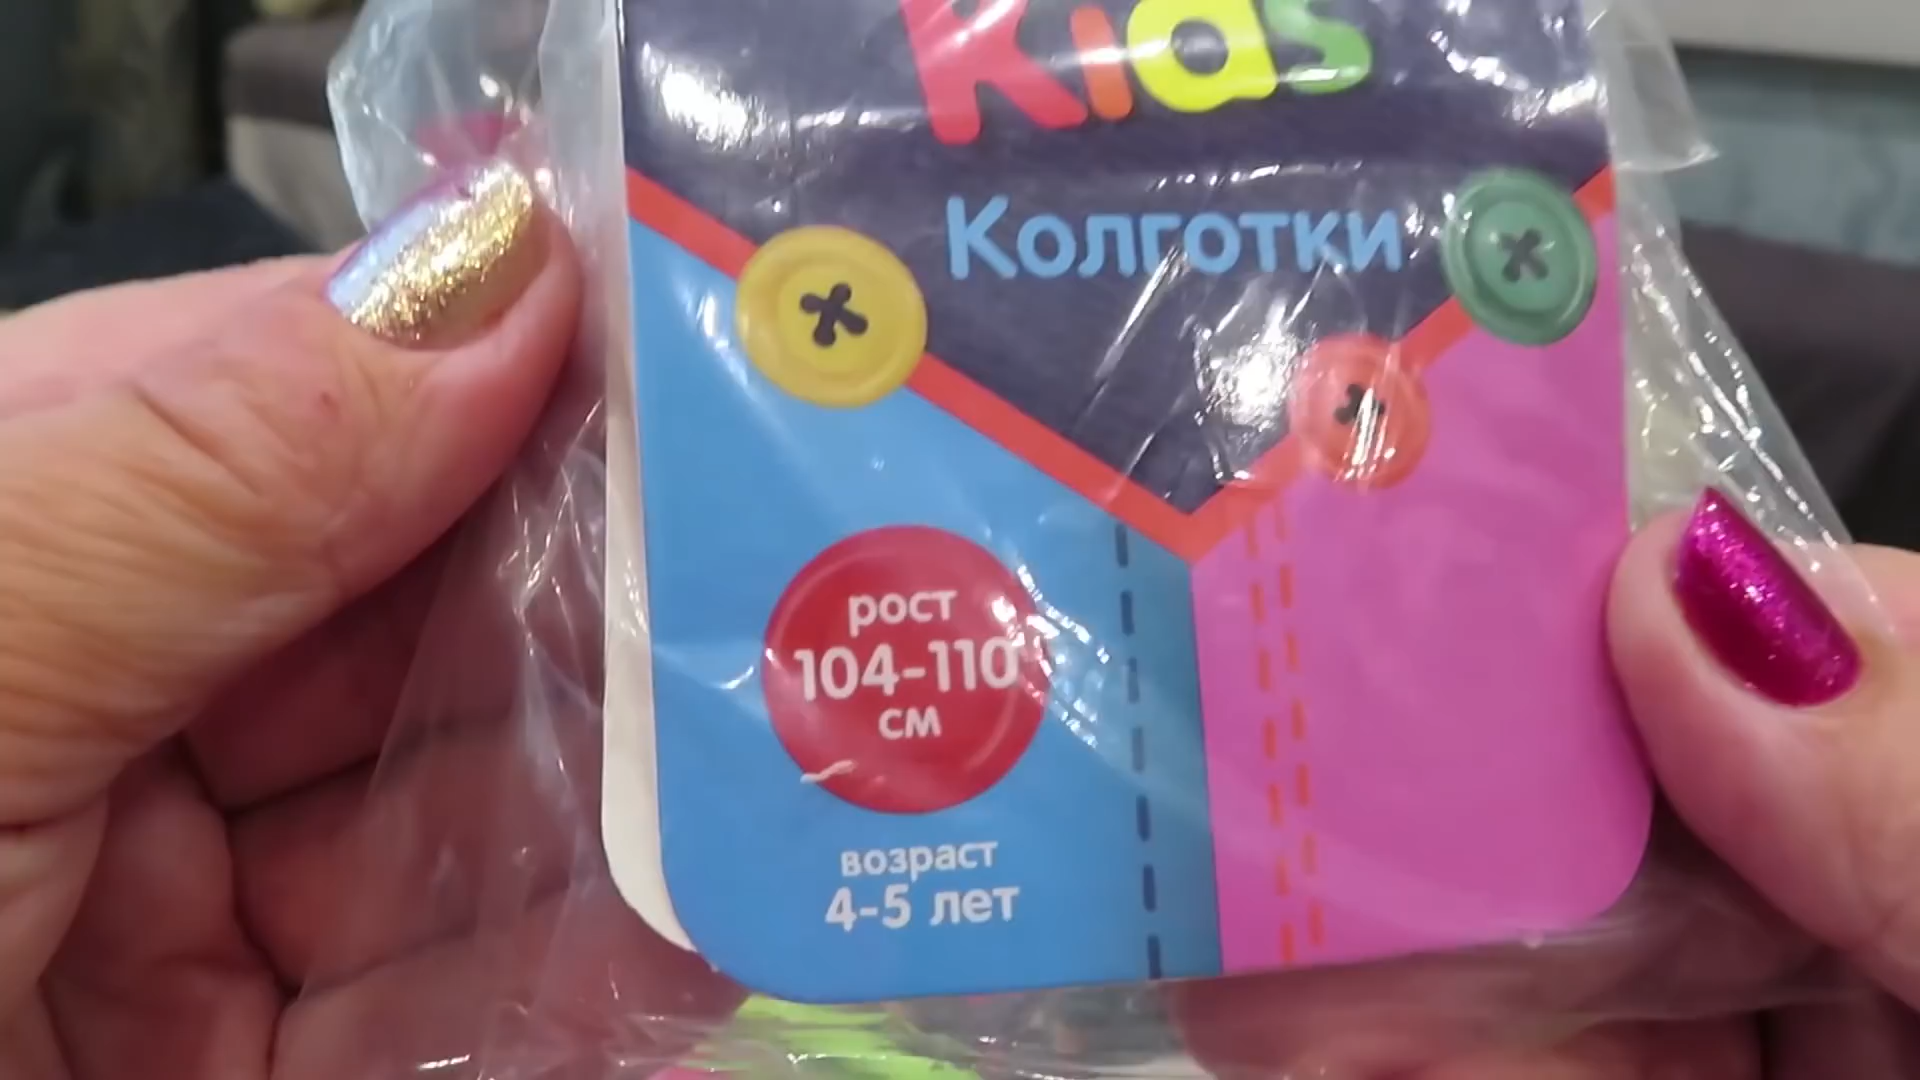 Kids
Колготки
рост
104-110
см
возраст
4-5 лет